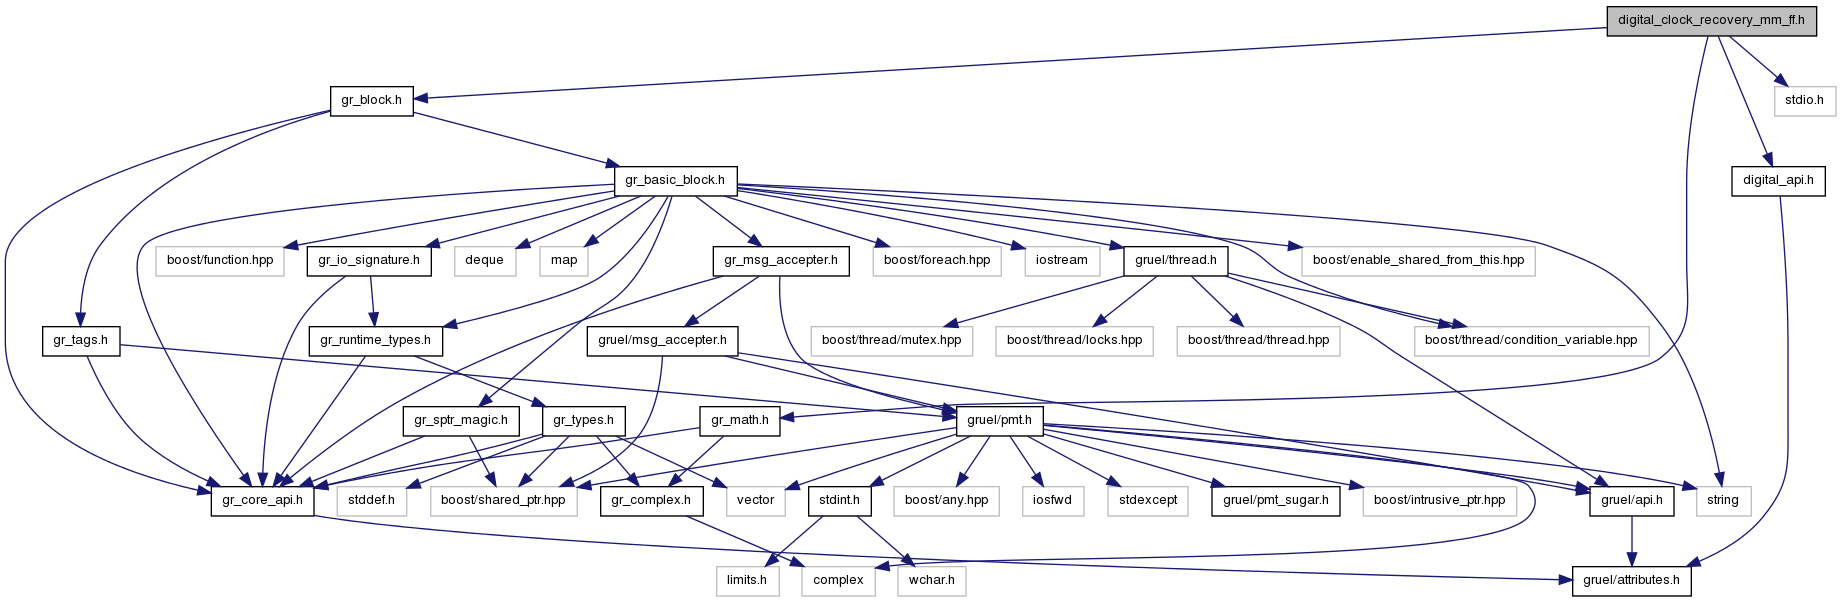 digital_clock_recovery_mm_ff.h
gr_block.h
stdio.h
gr_basic_block.h
digital_api.h
boost/function.hpp
gr_io_signature.h
deque
map
gr_msg_accepter.h
boost/foreach.hpp
iostream
gruel/thread.h
boost/enable_shared_from_this.hpp
gr_tags.h
gr_runtime_types.h
gruel/msg_accepter.h
boost/thread/mutex.hpp
boost/thread/locks.hpp
boost/thread/thread.hpp
boost/thread/condition_variable.hpp
gr_sptr_magic.h
gr_types.h
gr_math.h
gruel/pmt.h
gr_core_api.h
stddef.h
boost/shared_ptr.hpp
gr_complex.h
vector
stdint.h
boost/any.hpp
iosfwd
stdexcept
gruel/pmt_sugar.h
boost/intrusive_ptr.hpp
gruel/api.h
string
limits.h
complex
wchar.h
gruel/attributes.h